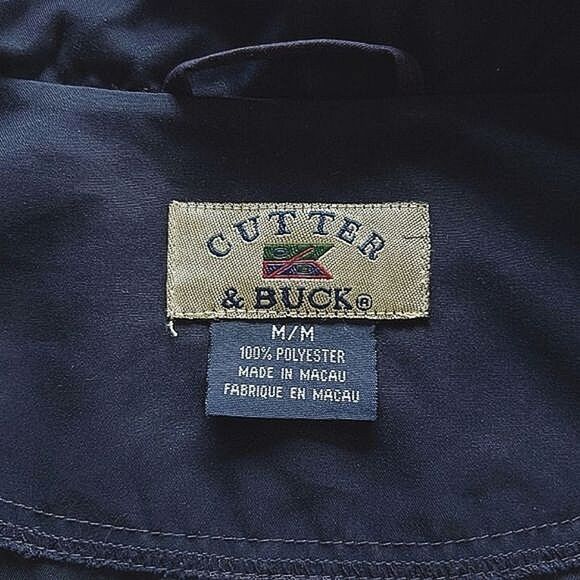 CUTTER
& BUCK®
M/M
100% POLYESTER
MADE IN MACAU
FABRIQUE EN MACAU